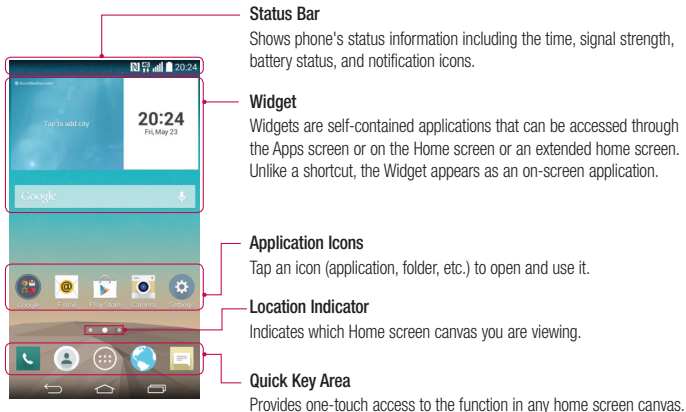 Status Bar
Shows phone's status information including the time, signal strength,
battery status, and notification icons.
20:24
AccuWeather.com
Tap to add city
20:24
Fri, May 23
Google
Widget
Widgets are self-contained applications that can be accessed through
the Apps screen or on the Home screen or an extended home screen.
Unlike a shortcut, the Widget appears as an on-screen application.
Application Icons
Tap an icon (application, folder, etc.) to open and use it.
Google Email Play Store Camera Settings
Location Indicator
Indicates which Home screen canvas you are viewing.
Quick Key Area
Provides one-touch access to the function in any home screen canvas.